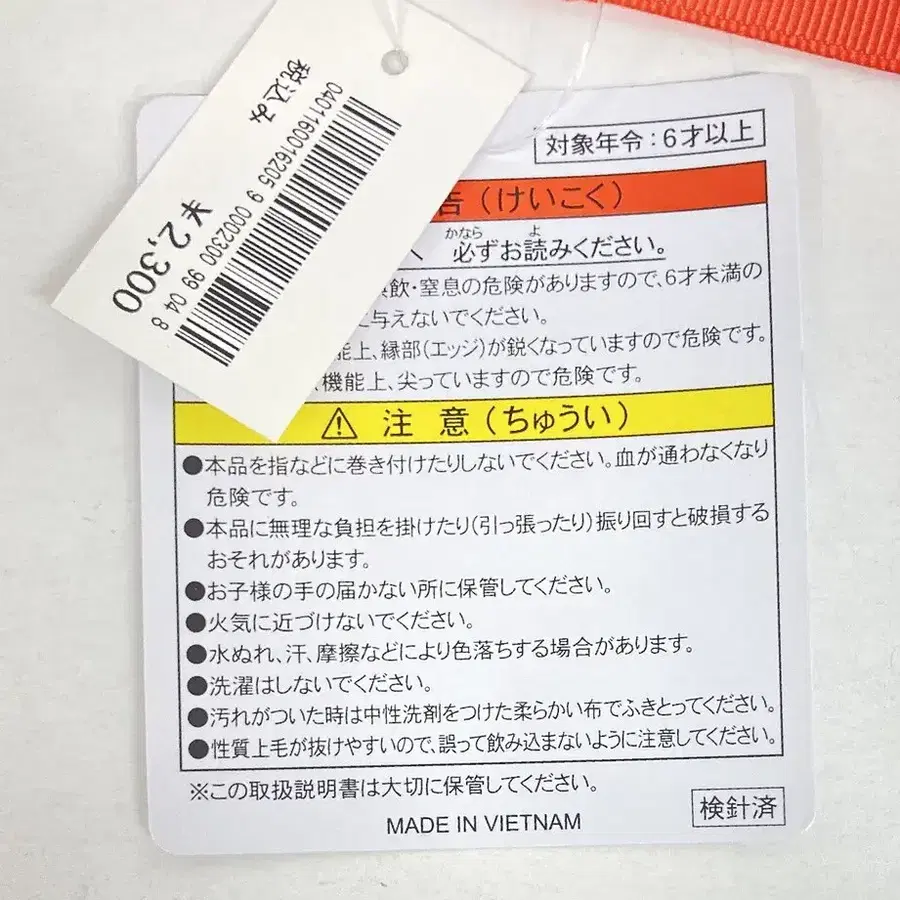 税込み
0401160016205 9 0002300 99 04 8
¥2,300
対象年令：6才以上
告（けいこく）
かなら よ
必ずお読みください。
飲・窒息の危険がありますので、6才未満の
に与えないでください。
能上、縁部（エッジ）が鋭くなっていますので危険です。
機能上、尖っていますので危険です。
⚠ 注 意（ちゅうい）
●本品を指などに巻き付けたりしないでください。血が通わなくなり
危険です。
●本品に無理な負担を掛けたり（引っ張ったり）振り回すと破損する
おそれがあります。
●お子様の手の届かない所に保管してください。
●火気に近づけないでください。
●水ぬれ、汗、摩擦などにより色落ちする場合があります。
●洗濯はしないでください。
●汚れがついた時は中性洗剤をつけた柔らかい布でふきとってください。
●性質上毛が抜けやすいので、誤って飲み込まないように注意してください。
※この取扱説明書は大切に保管してください。
MADE IN VIETNAM
検針済